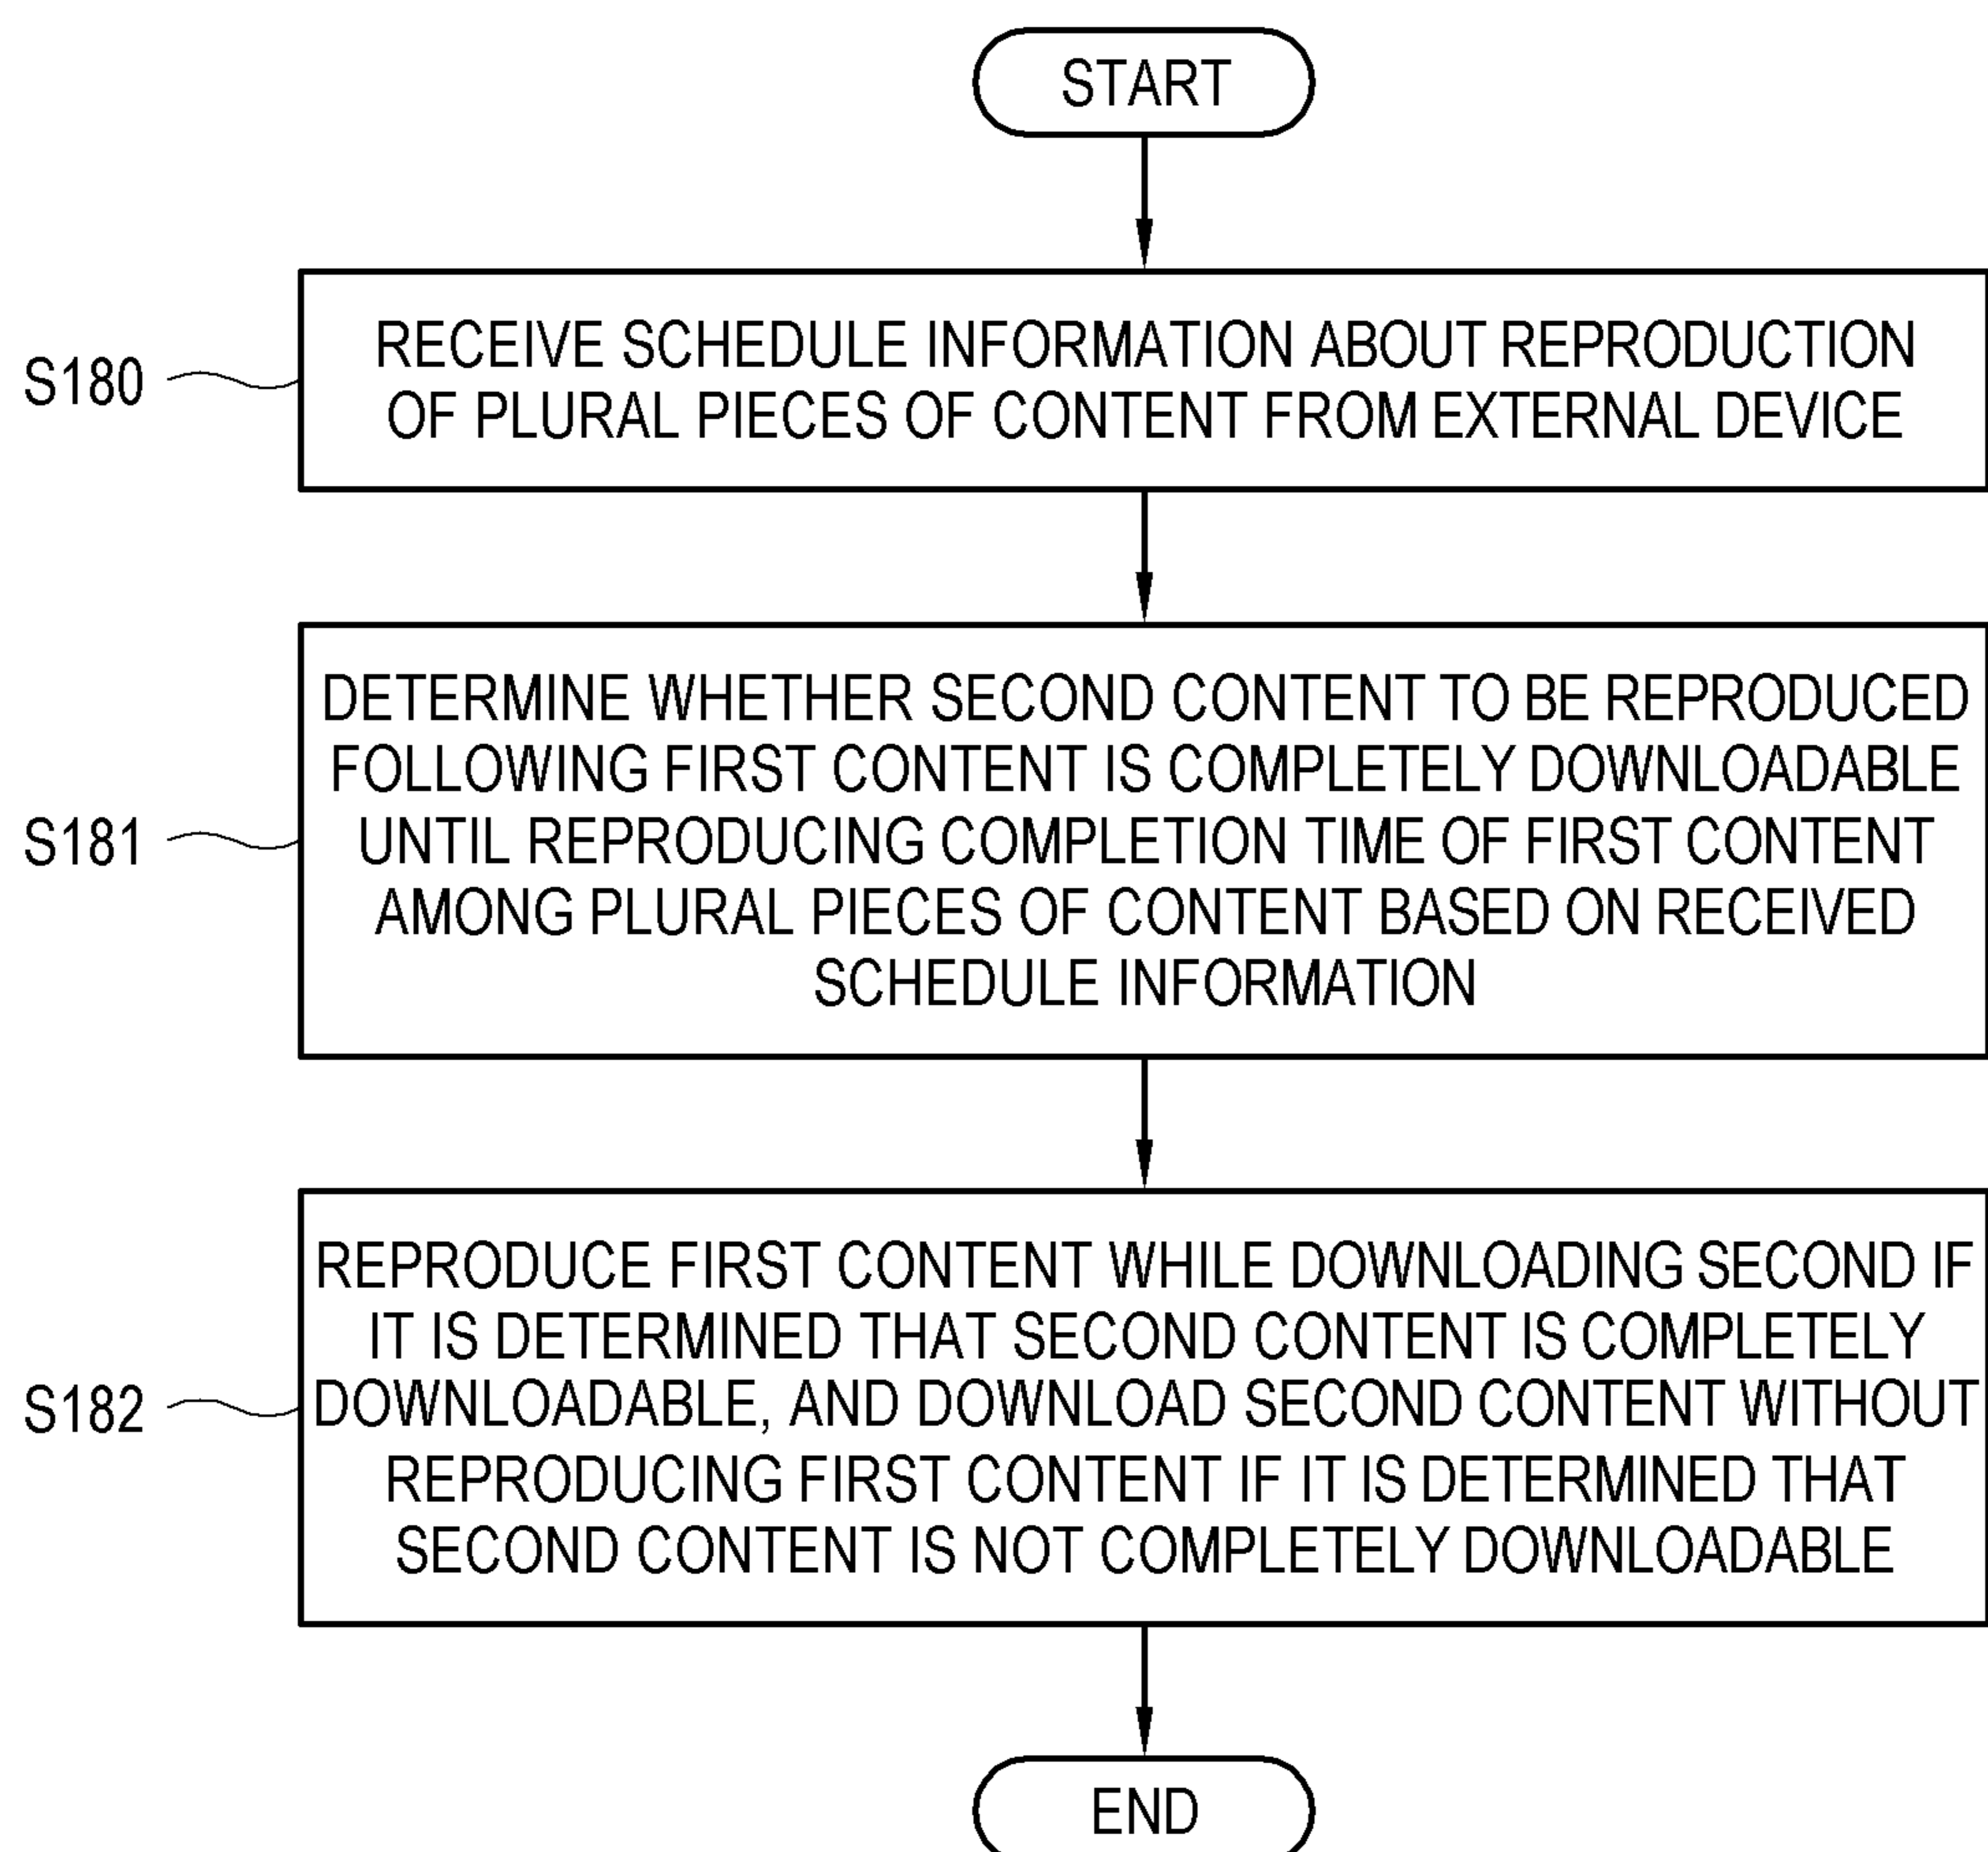 START
RECEIVE SCHEDULE INFORMATION ABOUT REPRODUCTION
OF PLURAL PIECES OF CONTENT FROM EXTERNAL DEVICE
S180
DETERMINE WHETHER SECOND CONTENT TO BE REPRODUCED
FOLLOWING FIRST CONTENT IS COMPLETELY DOWNLOADABLE
UNTIL REPRODUCING COMPLETION TIME OF FIRST CONTENT
AMONG PLURAL PIECES OF CONTENT BASED ON RECEIVED
SCHEDULE INFORMATION
S181
REPRODUCE FIRST CONTENT WHILE DOWNLOADING SECOND IF
IT IS DETERMINED THAT SECOND CONTENT IS COMPLETELY
DOWNLOADABLE, AND DOWNLOAD SECOND CONTENT WITHOUT
REPRODUCING FIRST CONTENT IF IT IS DETERMINED THAT
SECOND CONTENT IS NOT COMPLETELY DOWNLOADABLE
S182
END